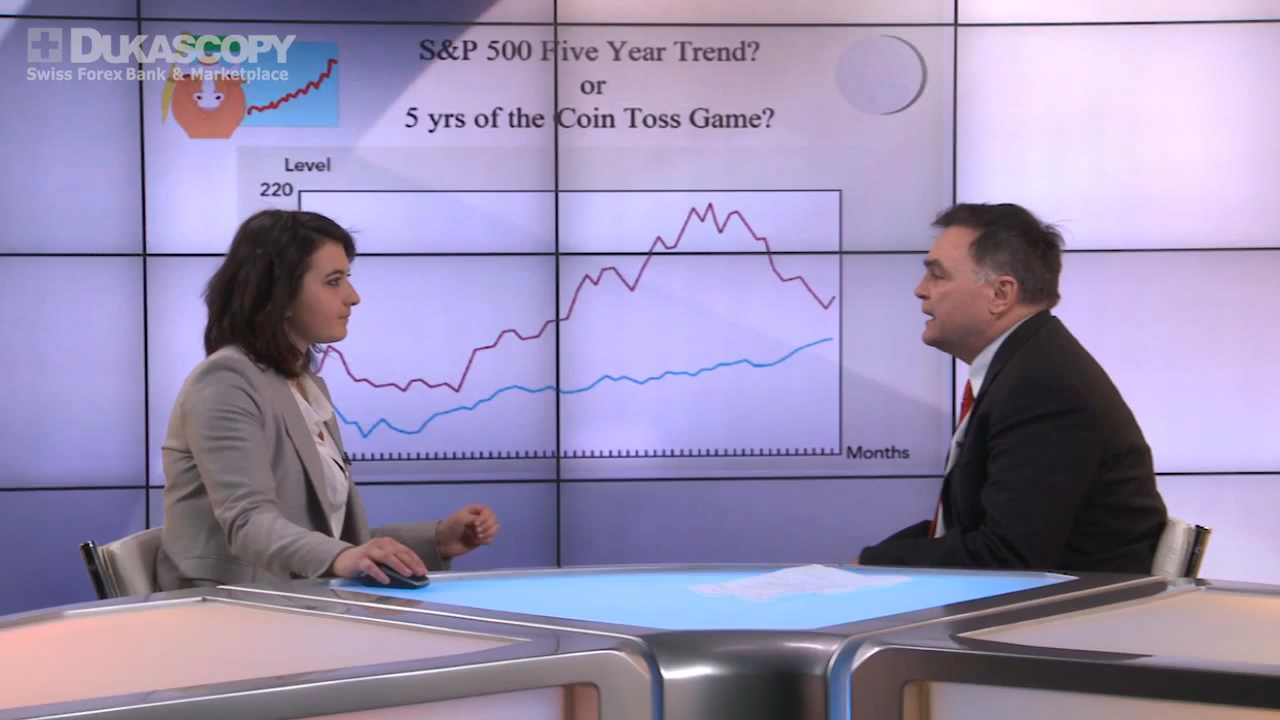 DUKASCOPY
Swiss Forex Bank & Marketplace
S&P 500 Five Year Trend?
or
5 yrs of the Coin Toss Game?
Level
220
Months